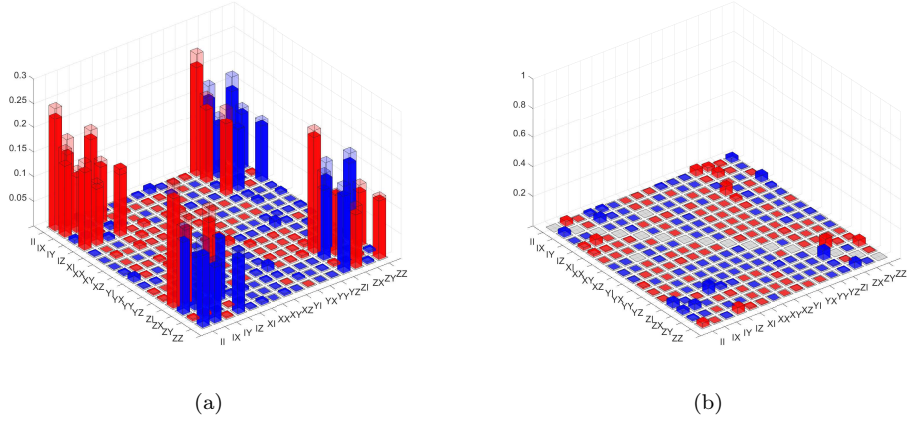 0.3
0.25
0.2
0.15
0.1
0.05
II
IX
IY
IZ
XI
XX
XY
XZ
YI
YX
YY
YZ
ZI
ZX
ZY
ZZ
II
IX
IY
IZ
XI
XX
XY
XZ
YI
YX
YY
YZ
ZI
ZX
ZY
ZZ
(a)
1
0.8
0.6
0.4
0.2
II
IX
IY
IZ
XI
XX
XY
XZ
YI
YX
YY
YZ
ZI
ZX
ZY
ZZ
II
IX
IY
IZ
XI
XX
XY
XZ
YI
YX
YY
YZ
ZI
ZX
ZY
ZZ
(b)